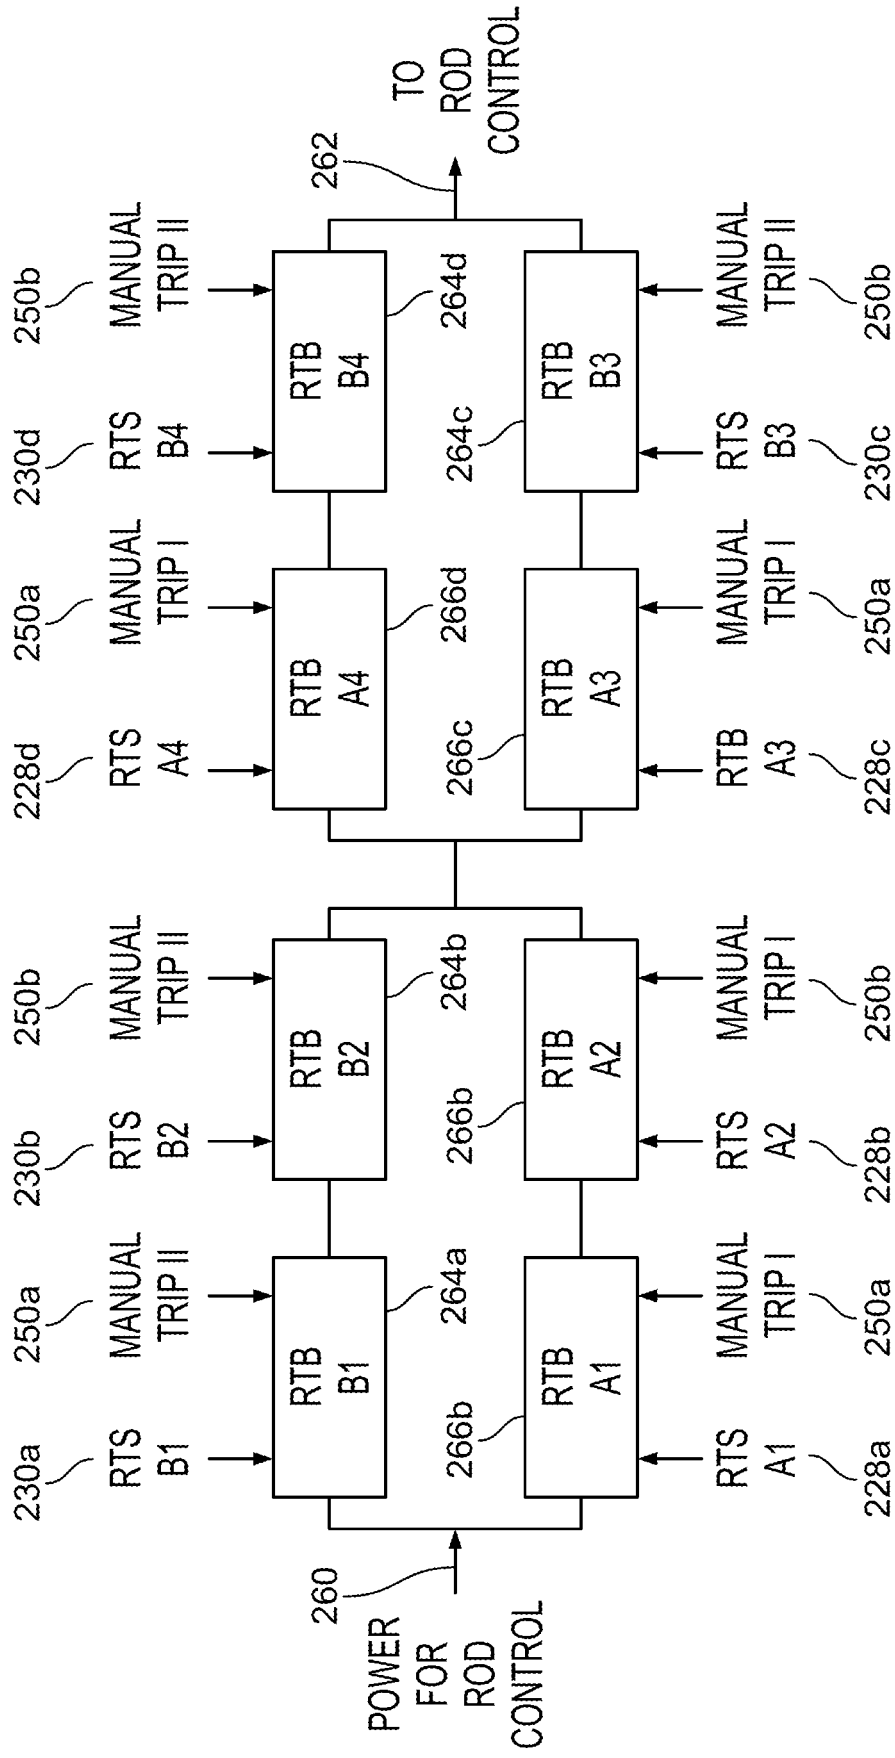 230a
RTS
B1
250a
MANUAL
TRIP II
230b
RTS
B2
250b
MANUAL
TRIP II
228d
RTS
A4
250a
MANUAL
TRIP I
230d
RTS
B4
250b
MANUAL
TRIP II
RTB
B1
264a
RTB
B2
264b
RTB
A4
266d
RTB
B4
264d
POWER
FOR
ROD
CONTROL
260
262
TO
ROD
CONTROL
266b
RTB
A1
266b
RTB
A2
266c
RTB
A3
264c
RTB
B3
RTS
A1
228a
MANUAL
TRIP I
250a
RTS
A2
228b
MANUAL
TRIP I
250b
RTB
A3
228c
MANUAL
TRIP I
250a
RTS
B3
230c
MANUAL
TRIP II
250b